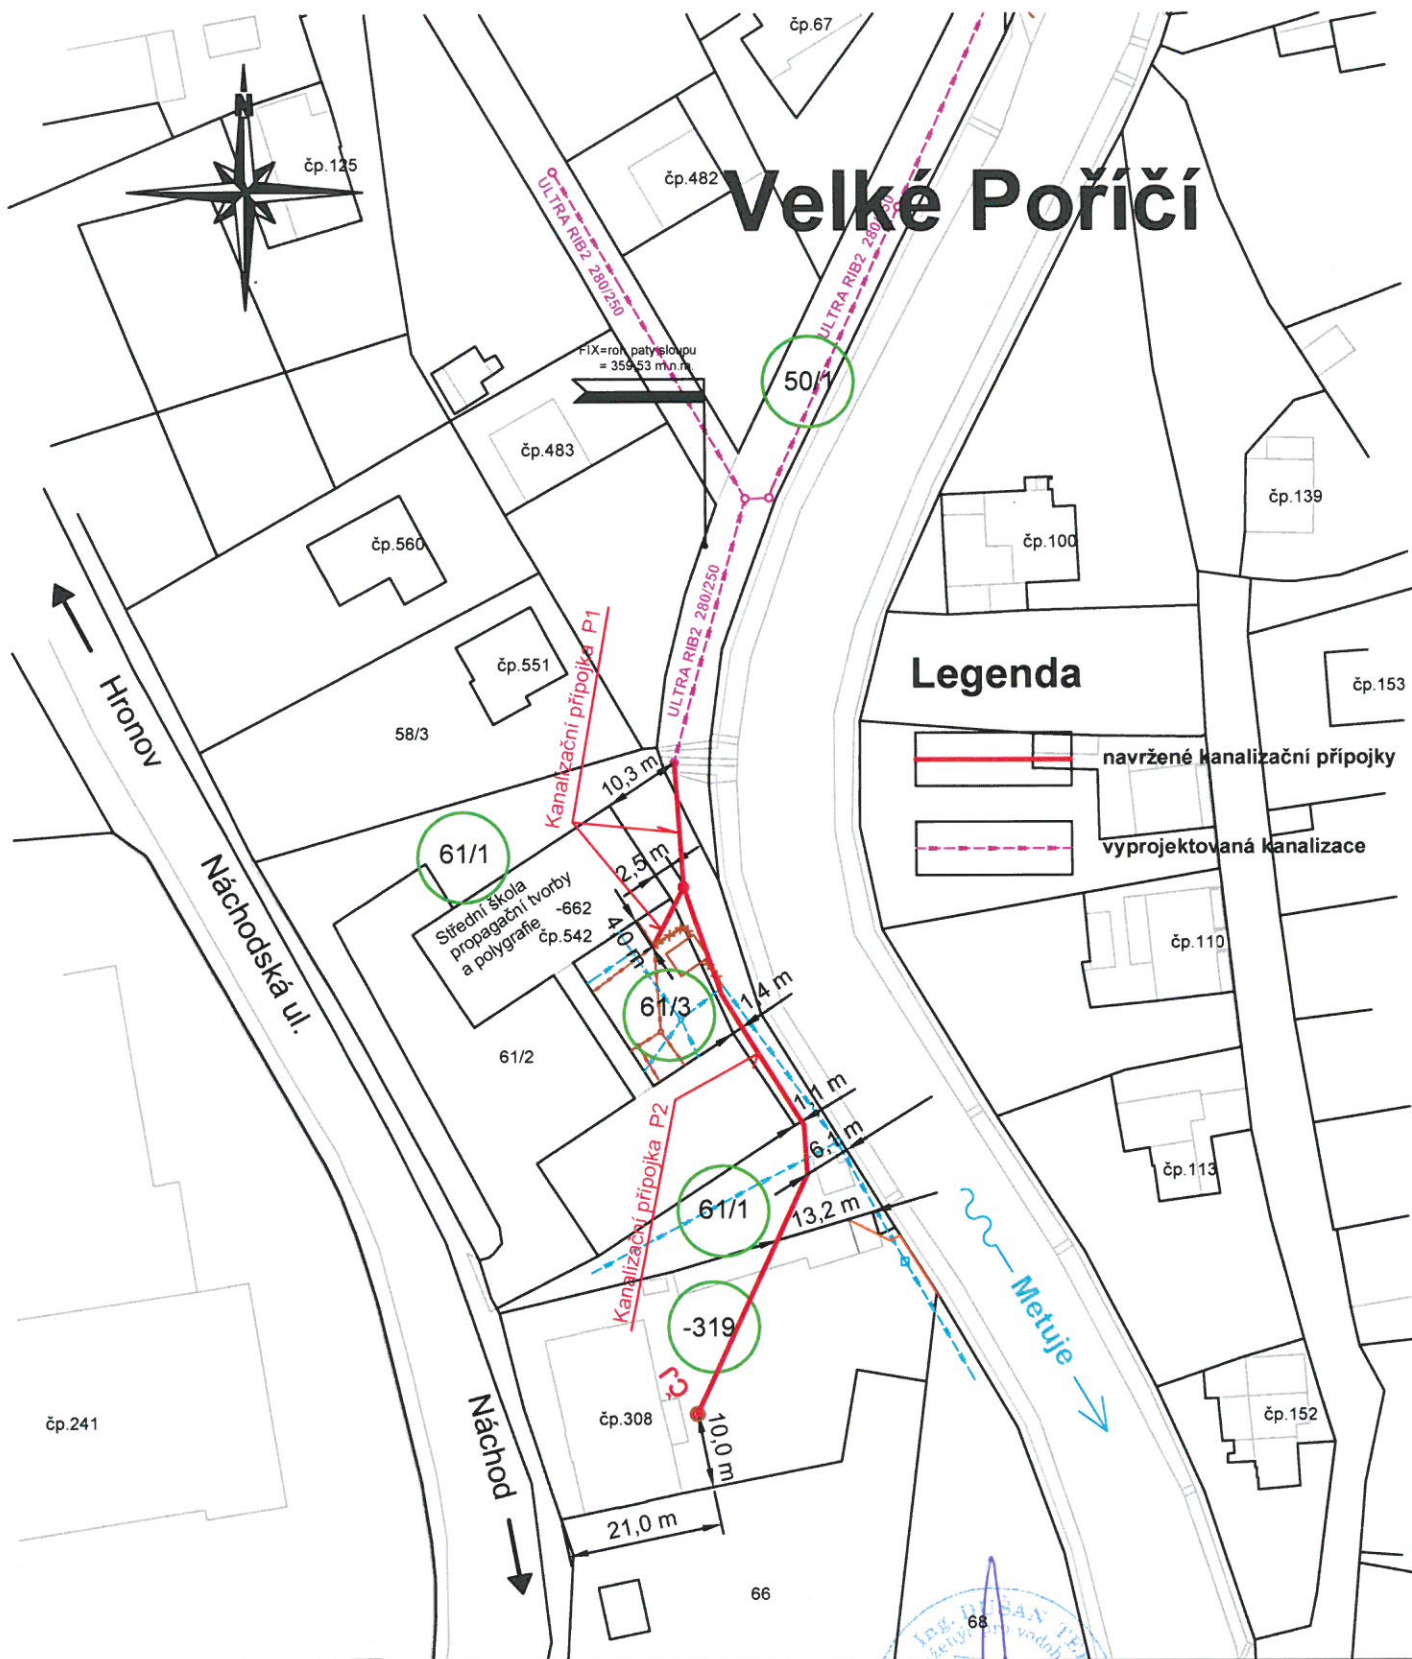 čp.67
N
čp.125
čp.482
Velké Poříčí
ULTRA RIB2 280/250
ULTRA RIB2 280/250
FIX=roh paty sloupu
= 359,53 m.n.m.
50/1
čp.483
čp.139
čp.560
čp.100
ULTRA RIB2 280/250
Kanalizační přípojka P1
čp.551
Legenda
čp.153
Hronov
58/3
navržené kanalizační přípojky
10,3 m
61/1
vyprojektovaná kanalizace
2,5 m
Střední škola
propagační tvorby
a polygrafie
-662
čp.542
4,0 m
čp.110
Náchodská ul.
61/3
1,4 m
61/2
1,1 m
6,1 m
Kanalizační přípojka P2
čp.113
61/1
13,2 m
Metuje
-319
ČJ
čp.241
Náchod
čp.308
10,0 m
čp.152
21,0 m
66
68
Ing. DUŠAN
pro vodoh